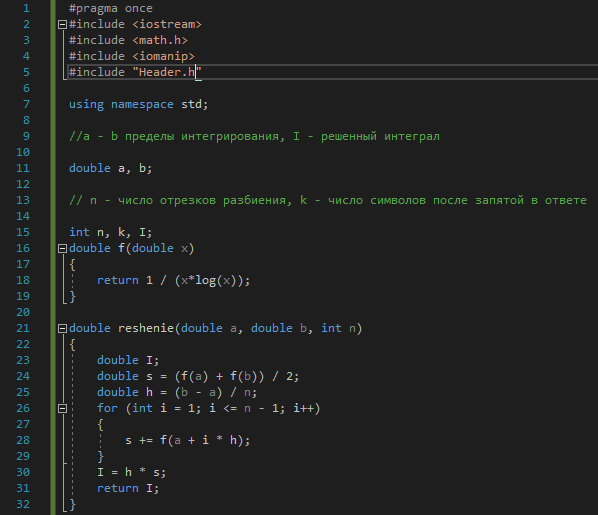 1 #pragma once
2 #include <iostream>
3 #include <math.h>
4 #include <iomanip>
5 #include "Header.h"
6
7 using namespace std;
8
9 //a - b пределы интегрирования, I - решенный интеграл
10
11 double a, b;
12
13 // n - число отрезков разбиения, k - число символов после запятой в ответе
14
15 int n, k, I;
16 double f(double x)
17 {
18     return 1 / (x*log(x));
19 }
20
21 double reshenie(double a, double b, int n)
22 {
23     double I;
24     double s = (f(a) + f(b)) / 2;
25     double h = (b - a) / n;
26     for (int i = 1; i <= n - 1; i++)
27     {
28         s += f(a + i * h);
29     }
30     I = h * s;
31     return I;
32 }